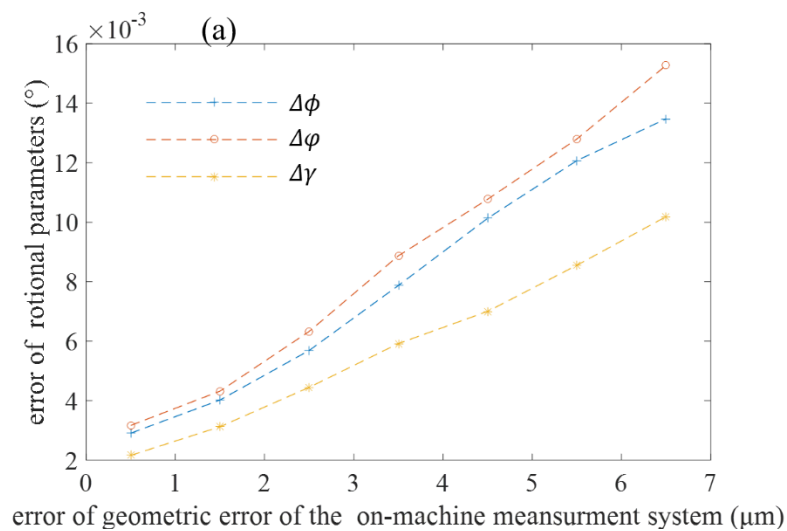 ×10⁻³
(a)
16
14
12
10
8
6
4
2
error of rotional parameters (°)
Δϕ
Δφ
Δγ
0 1 2 3 4 5 6 7
error of geometric error of the on-machine meansurment system (μm)